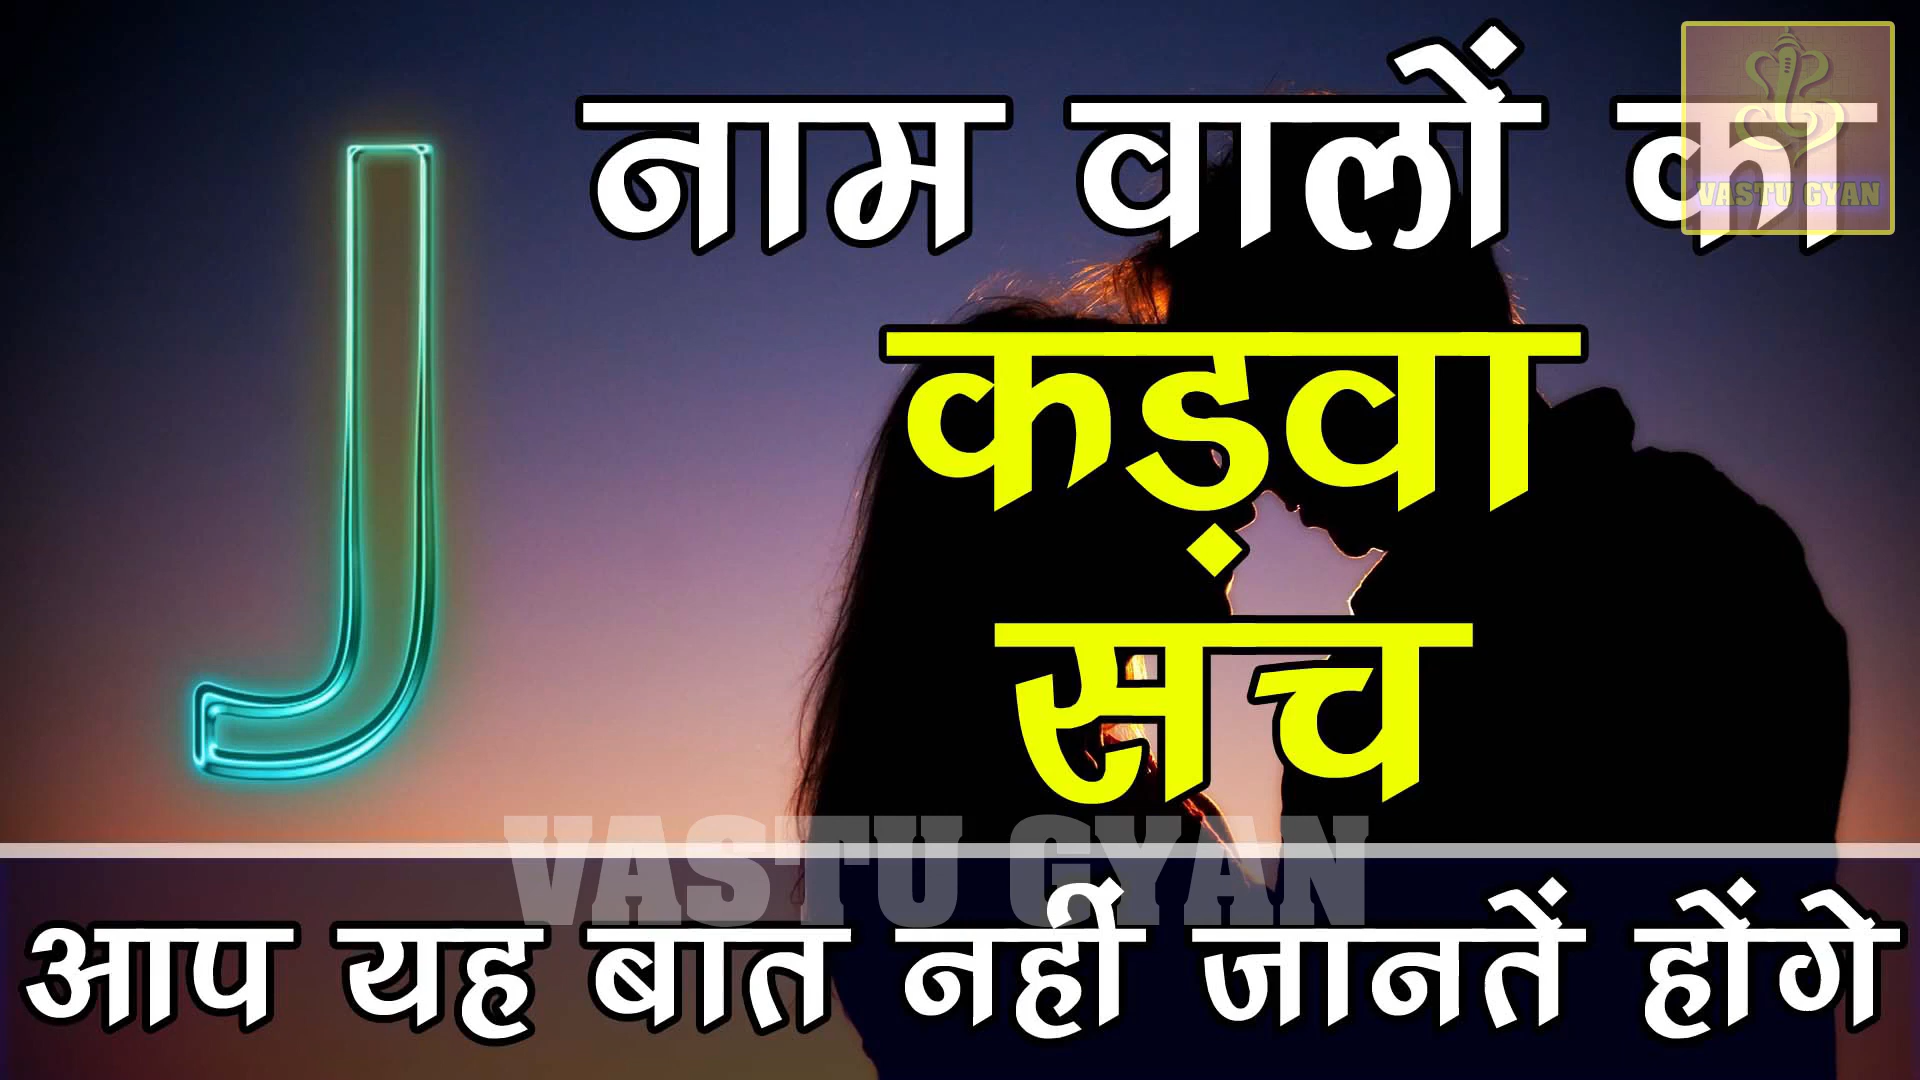 J नाम वालों का
VASTU GYAN
कड़वा
सच
VASTU GYAN
आप यह बात नहीं जानतें होंगे